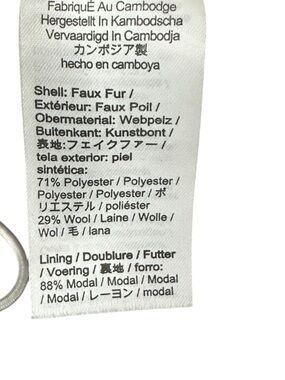 FabriquÉ Au Cambodge
Hergestellt In Kambodscha
Vervaardigd In Cambodja
カンボジア製
hecho en camboya
Shell: Faux Fur /
Extérieur: Faux Poil /
Obermaterial: Webpelz /
Buitenkant: Kunstbont /
表地:フェイクファー /
tela exterior: piel
sintética:
71% Polyester / Polyester /
Polyester / Polyester / ポ
リエステル / poliéster
29% Wool / Laine / Wolle /
Wol / 毛 / lana
Lining / Doublure / Futter
/ Voering / 裏地 / forro:
88% Modal / Modal / Modal
/ Modal / レーヨン / modal